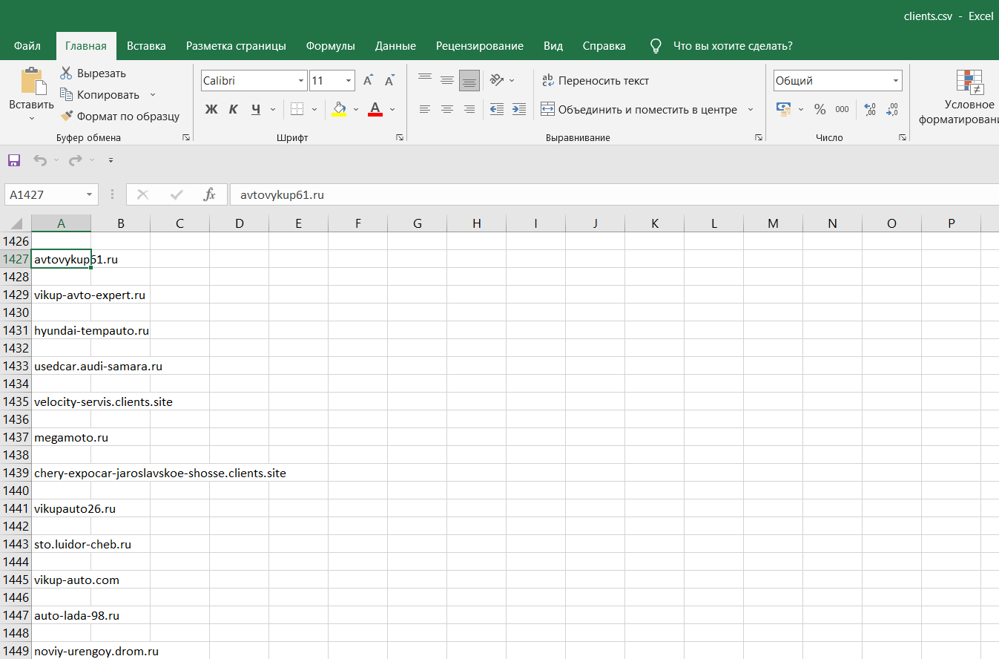 clients.csv - Excel
Файл Главная Вставка Разметка страницы Формулы Данные Рецензирование Вид Справка Что вы хотите сделать?
Вставить
Вырезать
Копировать
Формат по образцу
Буфер обмена
Calibri 11 A A
Ж К Ч А
Шрифт
ab Переносить текст
Объединить и поместить в центре
Выравнивание
Общий
% 000 ,00 ,00
Число
Условное
форматировани
A1427 fx avtovykup61.ru
A B C D E F G H I J K L M N O P
1426
1427 avtovykup61.ru
1428
1429 vikup-avto-expert.ru
1430
1431 hyundai-tempauto.ru
1432
1433 usedcar.audi-samara.ru
1434
1435 velocity-servis.clients.site
1436
1437 megamoto.ru
1438
1439 chery-expocar-jaroslavskoe-shosse.clients.site
1440
1441 vikupauto26.ru
1442
1443 sto.luidor-cheb.ru
1444
1445 vikup-auto.com
1446
1447 auto-lada-98.ru
1448
1449 noviy-urengoy.drom.ru